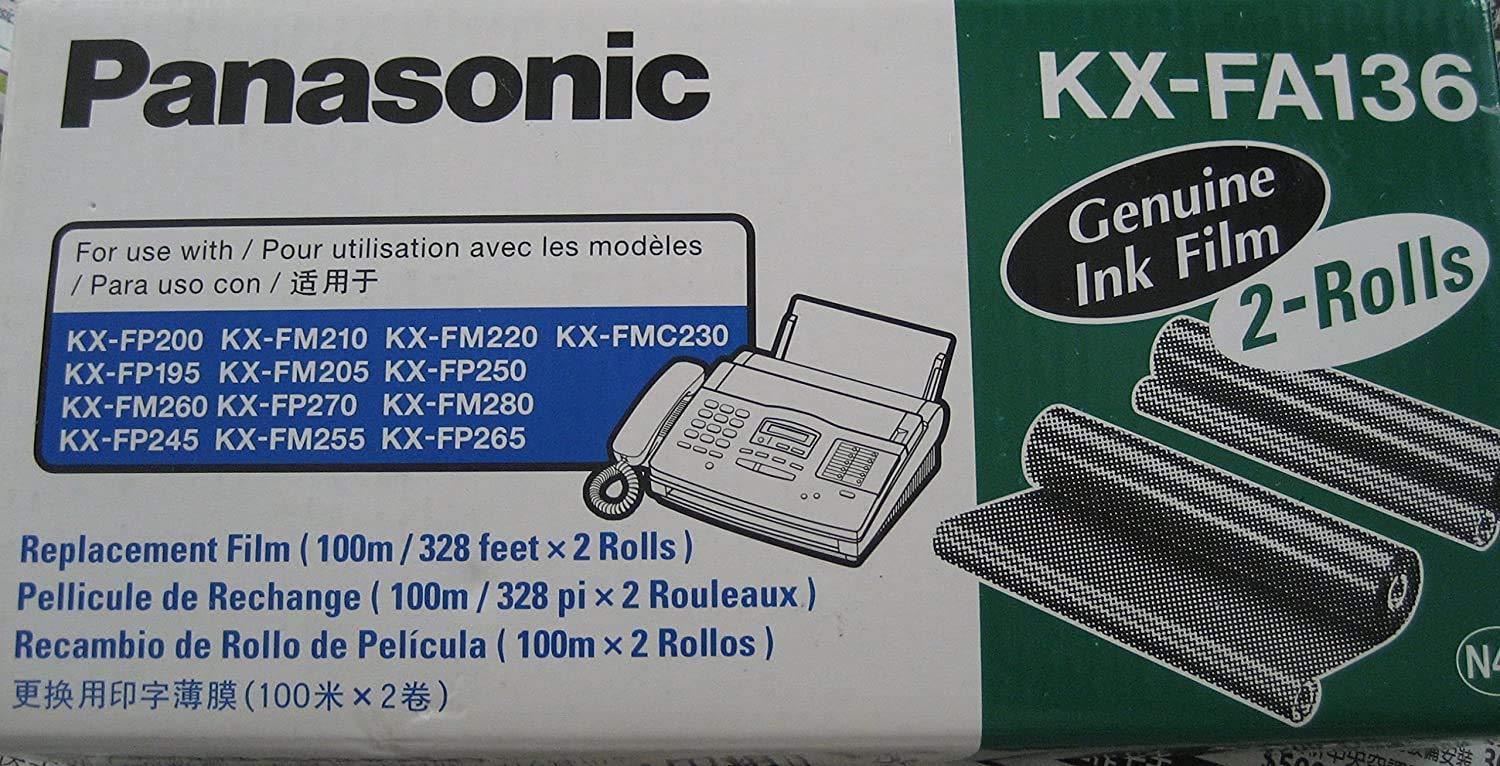 Panasonic
KX-FA136
Genuine
Ink Film
2-Rolls
For use with / Pour utilisation avec les modèles
/ Para uso con / 适用于
KX-FP200 KX-FM210 KX-FM220 KX-FMC230
KX-FP195 KX-FM205 KX-FP250
KX-FM260 KX-FP270 KX-FM280
KX-FP245 KX-FM255 KX-FP265
Replacement Film ( 100m / 328 feet × 2 Rolls )
Pellicule de Rechange ( 100m / 328 pi × 2 Rouleaux )
Recambio de Rollo de Película ( 100m × 2 Rollos )
更换用印字薄膜(100米×2卷)
N4